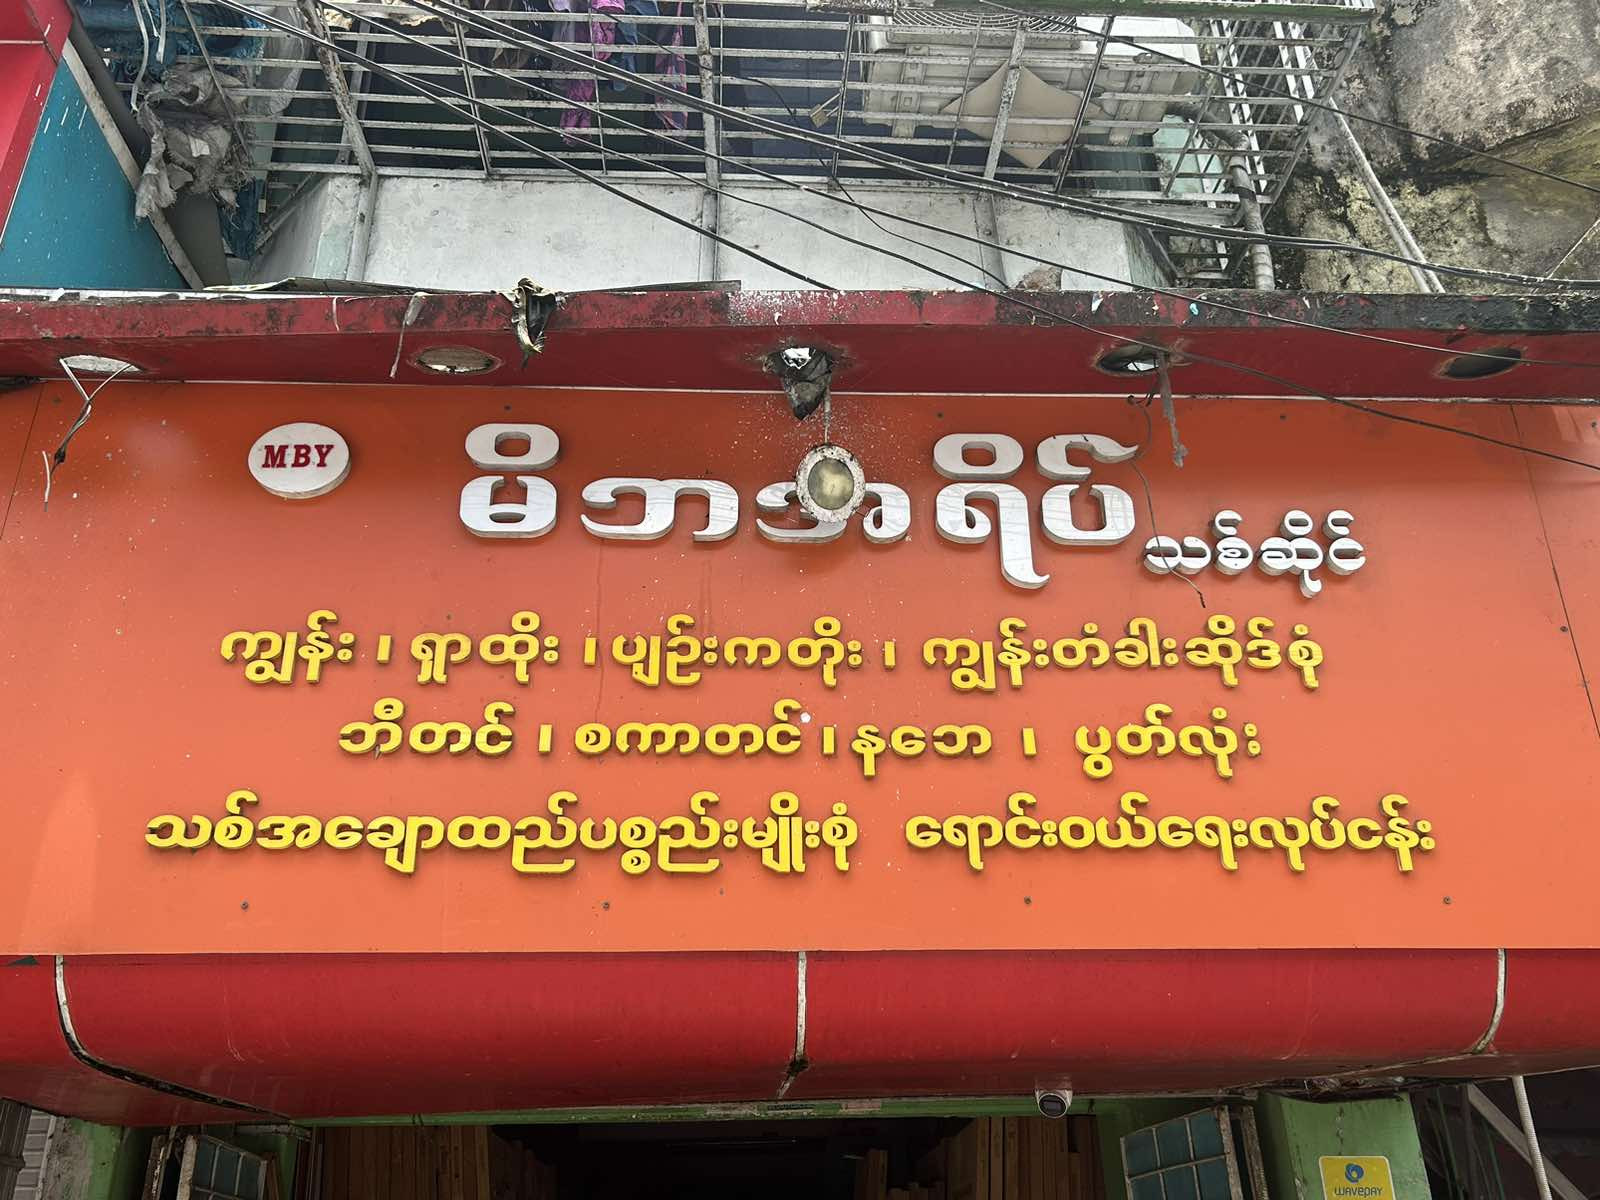 MBY
မိဘအရိပ် သစ်ဆိုင်
ကျွန်း ၊ ရှာထိုး ၊ ပျဉ်းကတိုး ၊ ကျွန်းတံခါးဆိုဒ်စုံ
ဘီတင် ၊ စကာတင် ၊ နဘေ ၊ ပွတ်လုံး
သစ်အချောထည်ပစ္စည်းမျိုးစုံ ရောင်းဝယ်ရေးလုပ်ငန်း
WAVEPAY